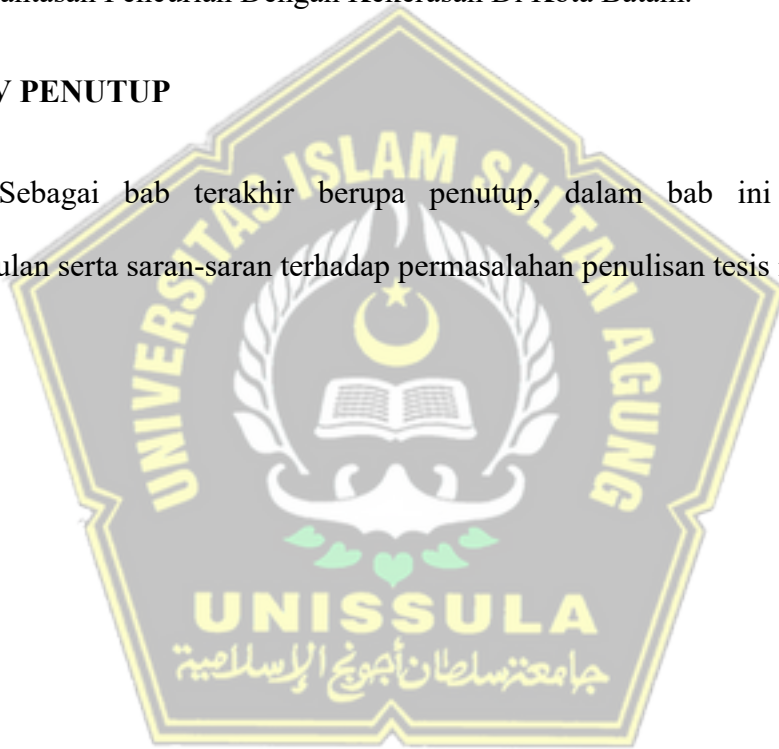 Pencurian Dengan Kekerasan Di Kota Batam.
V PENUTUP
Sebagai bab terakhir berupa penutup, dalam bab ini
ulan serta saran-saran terhadap permasalahan penulisan tesis
UNIVERSITAS ISLAM SULTAN AGUNG
UNISSULA
جامعة سلطان أجونج الإسلامية